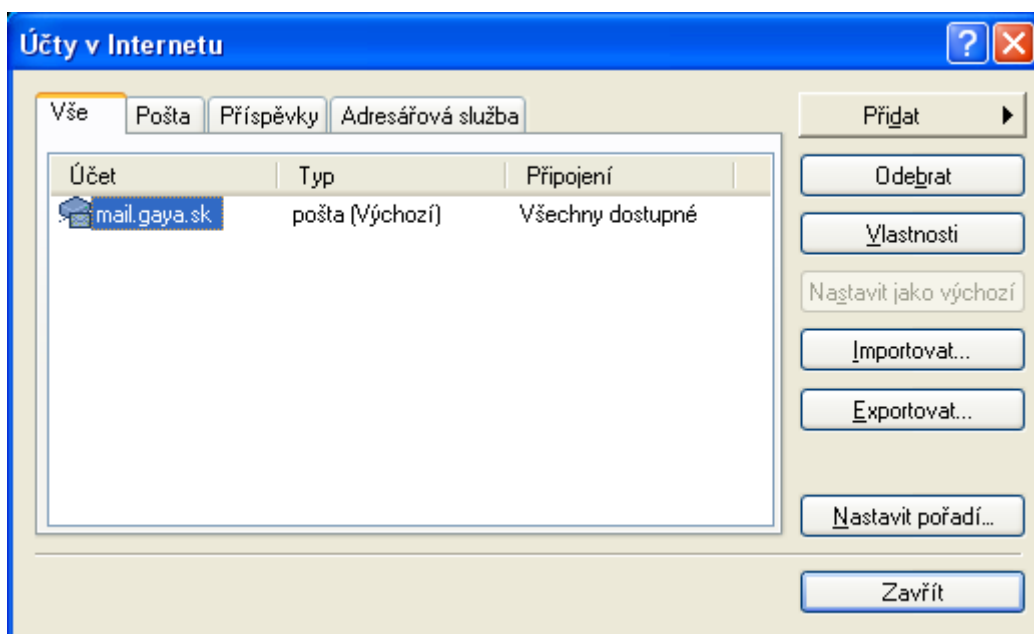 Účty v Internetu
Vše Pošta Příspěvky Adresářová služba
Účet Typ Připojení
mail.gaya.sk pošta (Výchozí) Všechny dostupné
Přidat
Odebrat
Vlastnosti
Nastavit jako výchozí
Importovat...
Exportovat...
Nastavit pořadí...
Zavřít